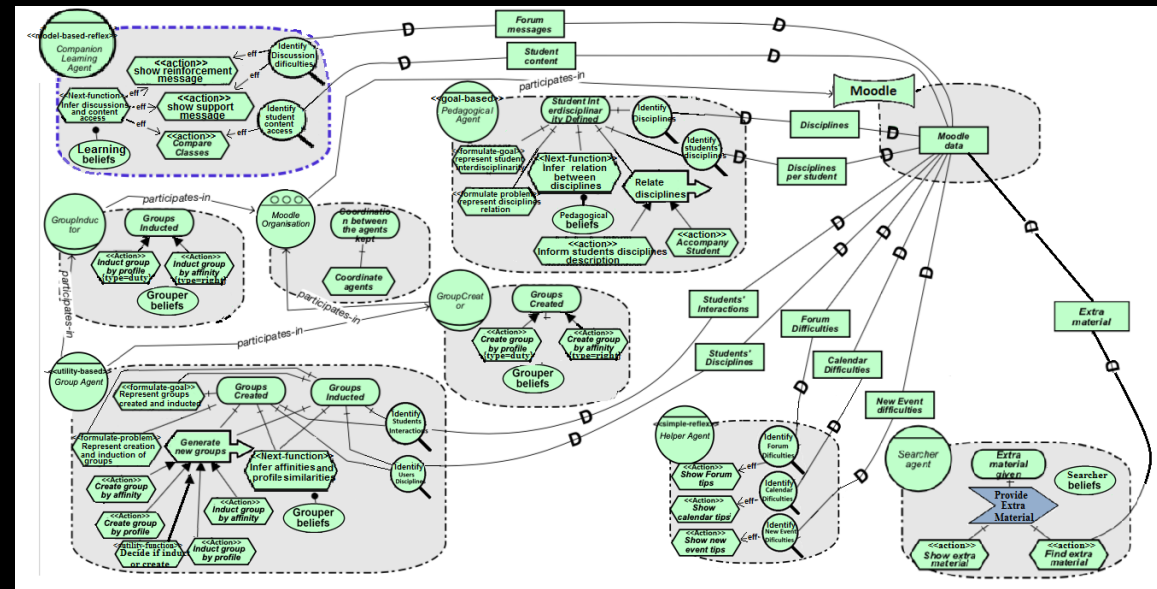 <<model-based-reflex>>
Companion
Learning
Agent
<<action>>
show reinforcement
message
<<Next-function>>
Infer discussions
and content
access
<<action>>
show support
message
<<action>>
Compare
Classes
Learning
beliefs
eff
eff
eff
eff
eff
eff
Identify
Discussion
dificulties
Identify
student
content
access
D
Forum
messages
D
D
Student
content
D
participates-in
<<goal-based>>
Pedagogical
Agent
Student Int
erdisciplinar
ity Defined
Identify
Disciplines
Identify
students'
disciplines
<<formulate-goal>>
represent student
interdisciplinarity
<<Next-function>>
Infer relation
between
disciplines
<<formulate problem>>
represent disciplines
relation
Relate
disciplines
Pedagogical
beliefs
<<action>>
Inform students disciplines
description
<<action>>
Accompany
Student
D
Disciplines
D
D
Disciplines
per student
D
Moodle
Moodle
data
participates-in
GroupInduc
tor
Groups
Inducted
<<Action>>
Induct group
by profile
{type=duty}
<<Action>>
Induct group
by affinity
{type=right}
Grouper
beliefs
Moodle
Organisation
Coordinatio
n between
the agents
kept
Coordinate
agents
participates-in
participates-in
participates-in
GroupCreat
or
Groups
Created
<<Action>>
Create group
by profile
{type=duty}
<<Action>>
Create group
by affinity
{type=right}
Grouper
beliefs
<<utility-based>>
Group Agent
<<formulate-goal>>
Represent groups
created and inducted
Groups
Created
Groups
Inducted
Identify
Students
Interactions
<<formulate-problem>>
Represent creation
and induction of
groups
Generate
new groups
<<Next-function>>
Infer affinities and
profile similarities
Identify
Users
Disciplines
<<Action>>
Create group
by affinity
<<Action>>
Create group
by profile
<<Action>>
Induct group
by affinity
Grouper
beliefs
<<utility-function>>
Decide if induct
or create
<<Action>>
Induct group
by profile
D
D
D
D
D
D
D
D
Students'
Interactions
Students'
Disciplines
Forum
Difficulties
Calendar
Difficulties
New Event
difficulties
Extra
material
D
D
D
D
D
<<simple-reflex>>
Helper Agent
Identify
Forum
Dificulties
Identify
Calendar
Dificulties
Identify
New Event
Dificulties
eff
eff
eff
<<Action>>
Show Forum
tips
<<Action>>
Show
calendar tips
<<Action>>
Show new
event tips
Searcher
agent
Extra
material
given
Searcher
beliefs
Provide
Extra
Material
<<action>>
Show extra
material
<<action>>
Find extra
material